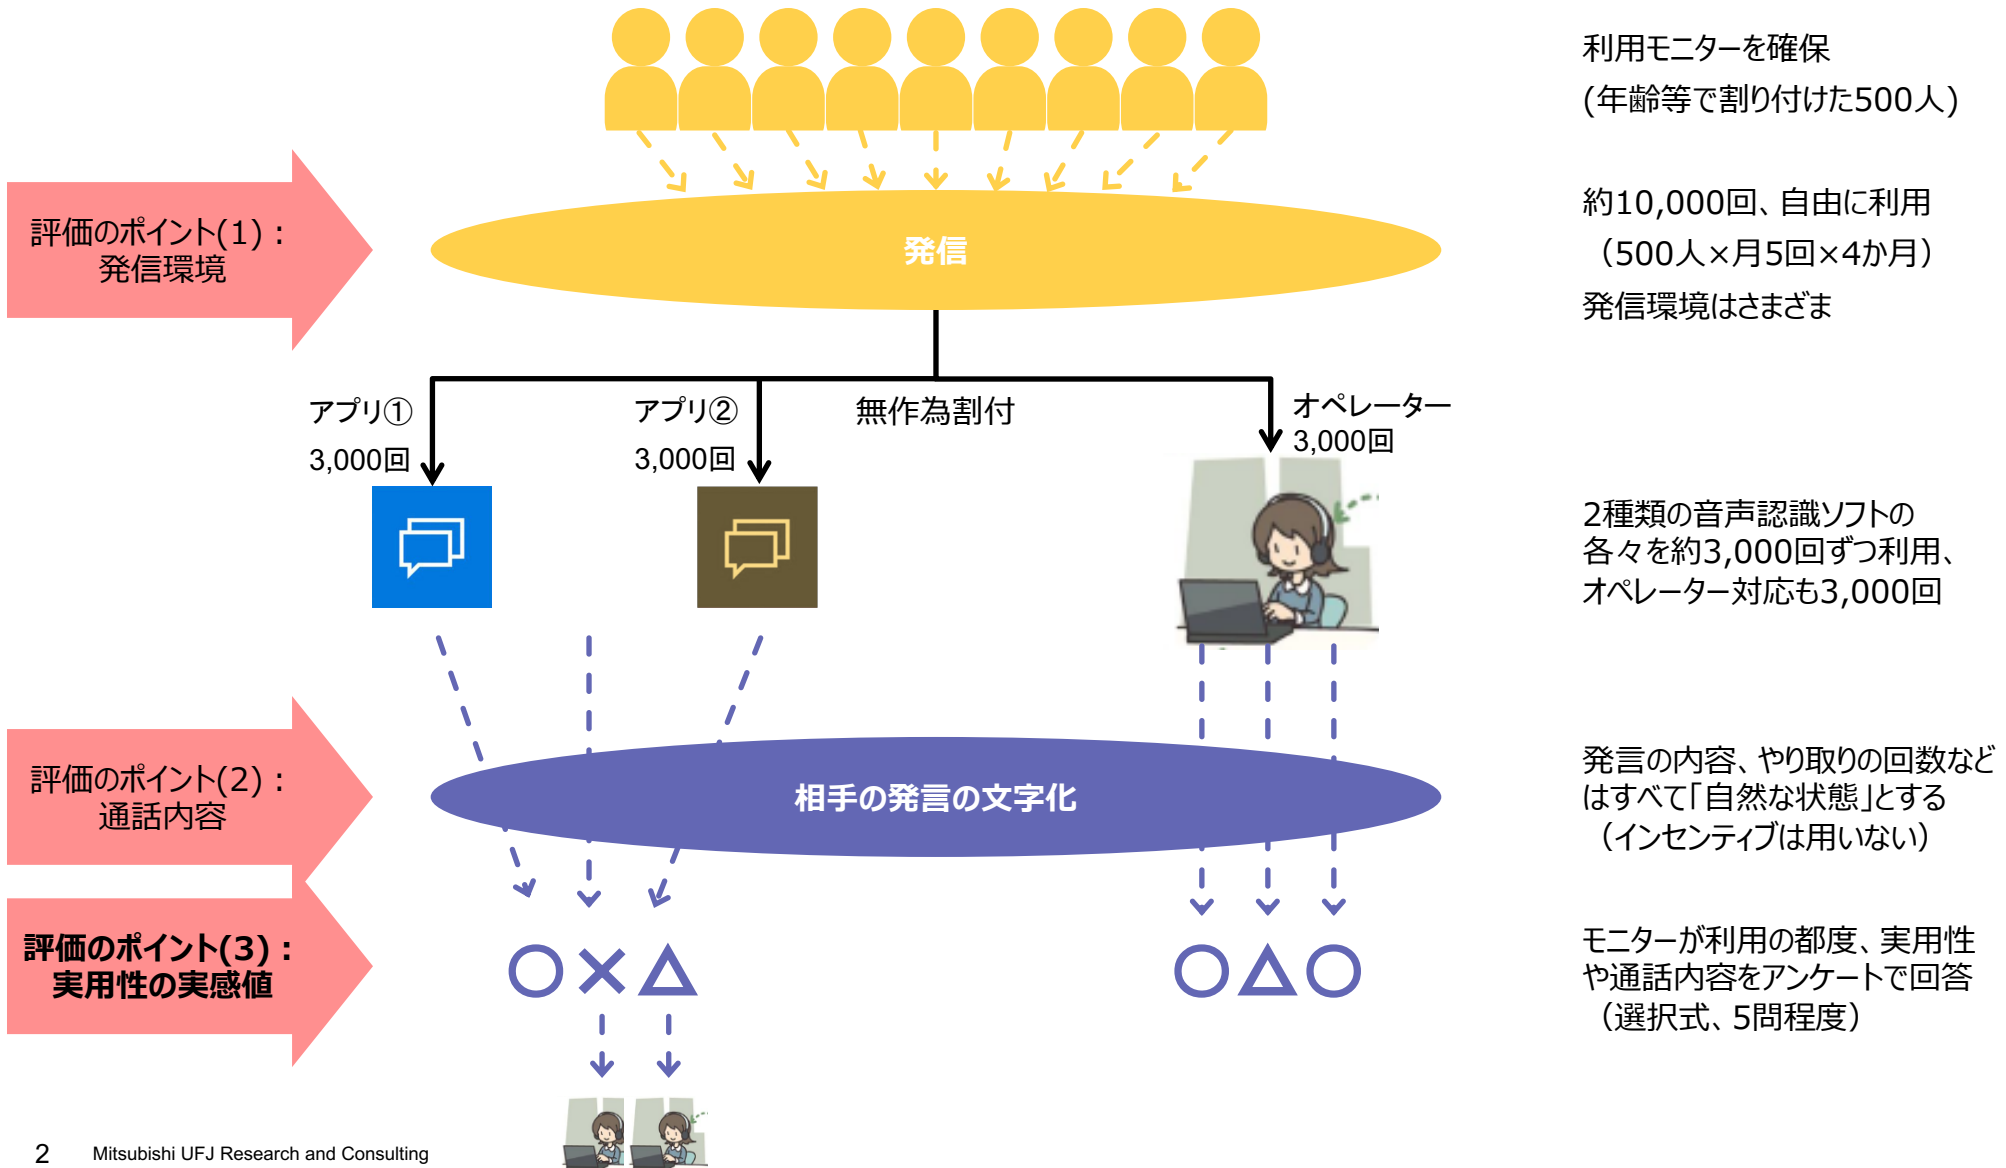 利用モニターを確保
(年齢等で割り付けた500人)
評価のポイント(1)：
発信環境
発信
約10,000回、自由に利用
（500人×月5回×4か月）
発信環境はさまざま
アプリ①
3,000回
アプリ②
3,000回
無作為割付
オペレーター
3,000回
2種類の音声認識ソフトの
各々を約3,000回ずつ利用、
オペレーター対応も3,000回
評価のポイント(2)：
通話内容
相手の発言の文字化
発言の内容、やり取りの回数など
はすべて「自然な状態」とする
（インセンティブは用いない）
評価のポイント(3)：
実用性の実感値
モニターが利用の都度、実用性
や通話内容をアンケートで回答
（選択式、5問程度）
2 Mitsubishi UFJ Research and Consulting